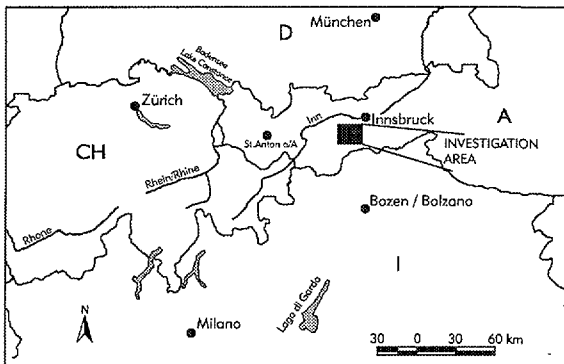 D
München
Bodensee
Lake Constance
Zürich
Inn
Innsbruck
A
St. Anton a/A
CH
INVESTIGATION
AREA
Rhein/Rhine
Bozen / Bolzano
Rhone
I
N
Lago di Garda
Milano
30 0 30 60 km